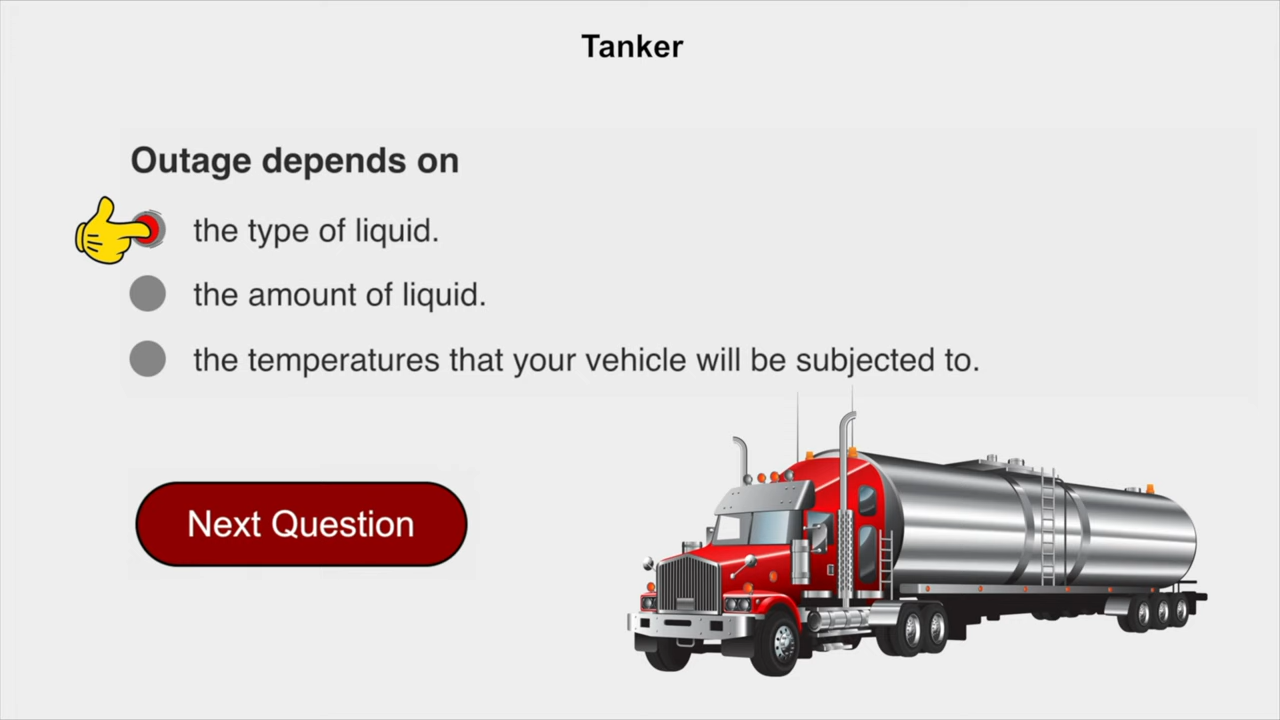 Tanker
Outage depends on
the type of liquid.
the amount of liquid.
the temperatures that your vehicle will be subjected to.
Next Question